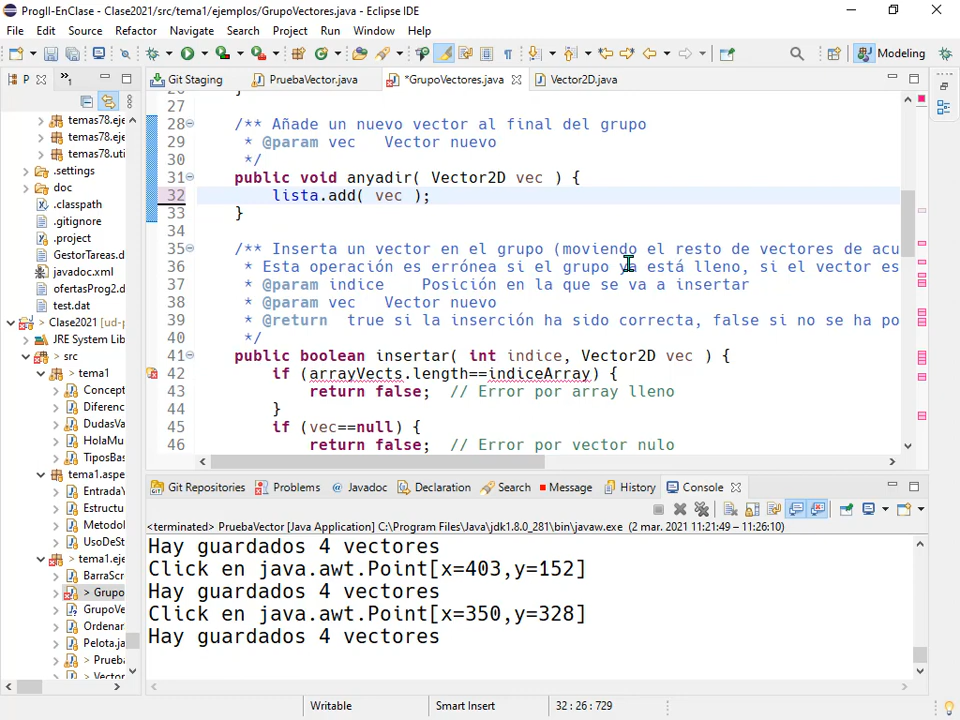 ProgII-EnClase - Clase2021/src/tema1/ejemplos/GrupoVectores.java - Eclipse IDE
File Edit Source Refactor Navigate Search Project Run Window Help
Modeling
P
Git Staging PruebaVector.java *GrupoVectores.java Vector2D.java
temas78.eje
temas78.eje
temas78.uti
.settings
doc
.classpath
.gitignore
.project
GestorTareas.d
javadoc.xml
ofertasProg2.d
test.dat
Clase2021 [ud-p
JRE System Lib
> src
tema1
Concept
Diferenc
DudasVa
HolaMu
TiposBas
tema1.aspe
EntradaY
Estructu
Metodol
UsoDeSt
> tema1.eje
BarraScr
> Grupo
GrupoVe
Ordenar
Pelota.ja
> Prueb
Vector
27
28 /** Añade un nuevo vector al final del grupo
29 * @param vec Vector nuevo
30 */
31 public void anyadir( Vector2D vec ) {
32 lista.add( vec );
33 }
34
35 /** Inserta un vector en el grupo (moviendo el resto de vectores de acu
36 * Esta operación es errónea si el grupo ya está lleno, si el vector es
37 * @param indice Posición en la que se va a insertar
38 * @param vec Vector nuevo
39 * @return true si la inserción ha sido correcta, false si no se ha po
40 */
41 public boolean insertar( int indice, Vector2D vec ) {
42 if (arrayVects.length==indiceArray) {
43 return false; // Error por array lleno
44 }
45 if (vec==null) {
46 return false; // Error por vector nulo
Git Repositories Problems Javadoc Declaration Search Message History Console
<terminated> PruebaVector [Java Application] C:\Program Files\Java\jdk1.8.0_281\bin\javaw.exe (2 mar. 2021 11:21:49 – 11:26:10)
Hay guardados 4 vectores
Click en java.awt.Point[x=403,y=152]
Hay guardados 4 vectores
Click en java.awt.Point[x=350,y=328]
Hay guardados 4 vectores
Writable Smart Insert 32 : 26 : 729